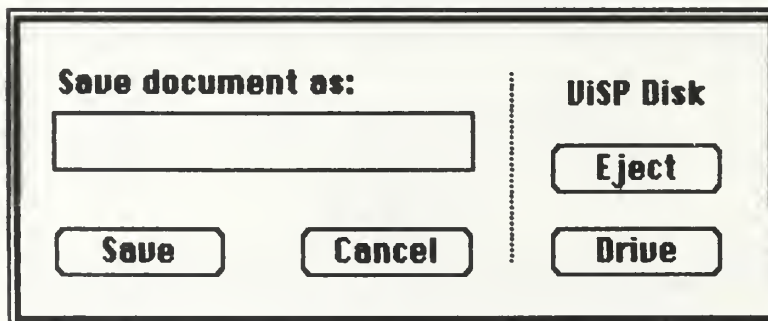 Save document as:
ViSP Disk
Eject
Save
Cancel
Drive